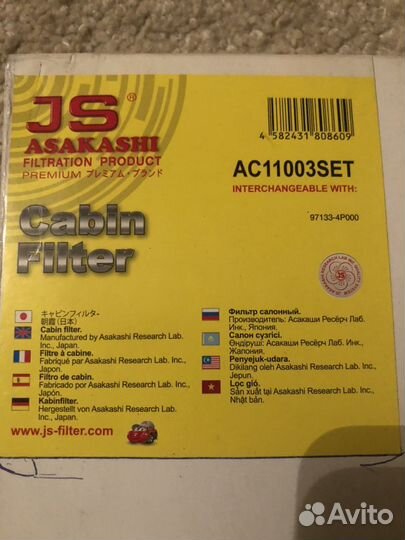 JS®
ASAKASHI
FILTRATION PRODUCT
PREMIUM プレミアム・ブランド
4 582431 808609
AC11003SET
INTERCHANGEABLE WITH:
97133-4P000
Cabin
Filter
キャビンフィルター
朝霞(日本)
Cabin filter.
Manufactured by Asakashi Research Lab.
Inc., Japan.
Filtre à cabine.
Fabriqué par Asakashi Research Lab. Inc.,
Japon.
Filtro de cabin.
Fabricado por Asakashi Research Lab. Inc.,
Japón.
Kabinfilter.
Hergestellt von Asakashi Research Lab.
Inc., Japan.
www.js-filter.com
JS
Фильтр салонный.
Производитель: Асакаши Ресёрч Лаб.
Инк., Япония.
Салон сүзгісі.
Өндіруш: Асакаши Ресёрч Лаб. Инк.,
Жапония.
Penyejuk-udara.
Dikilang oleh Asakashi Research Lab. Inc.,
Jepun.
Lọc gió.
Sản xuất tại Asakashi Research Lab. Inc.,
Nhật bản.
Avito